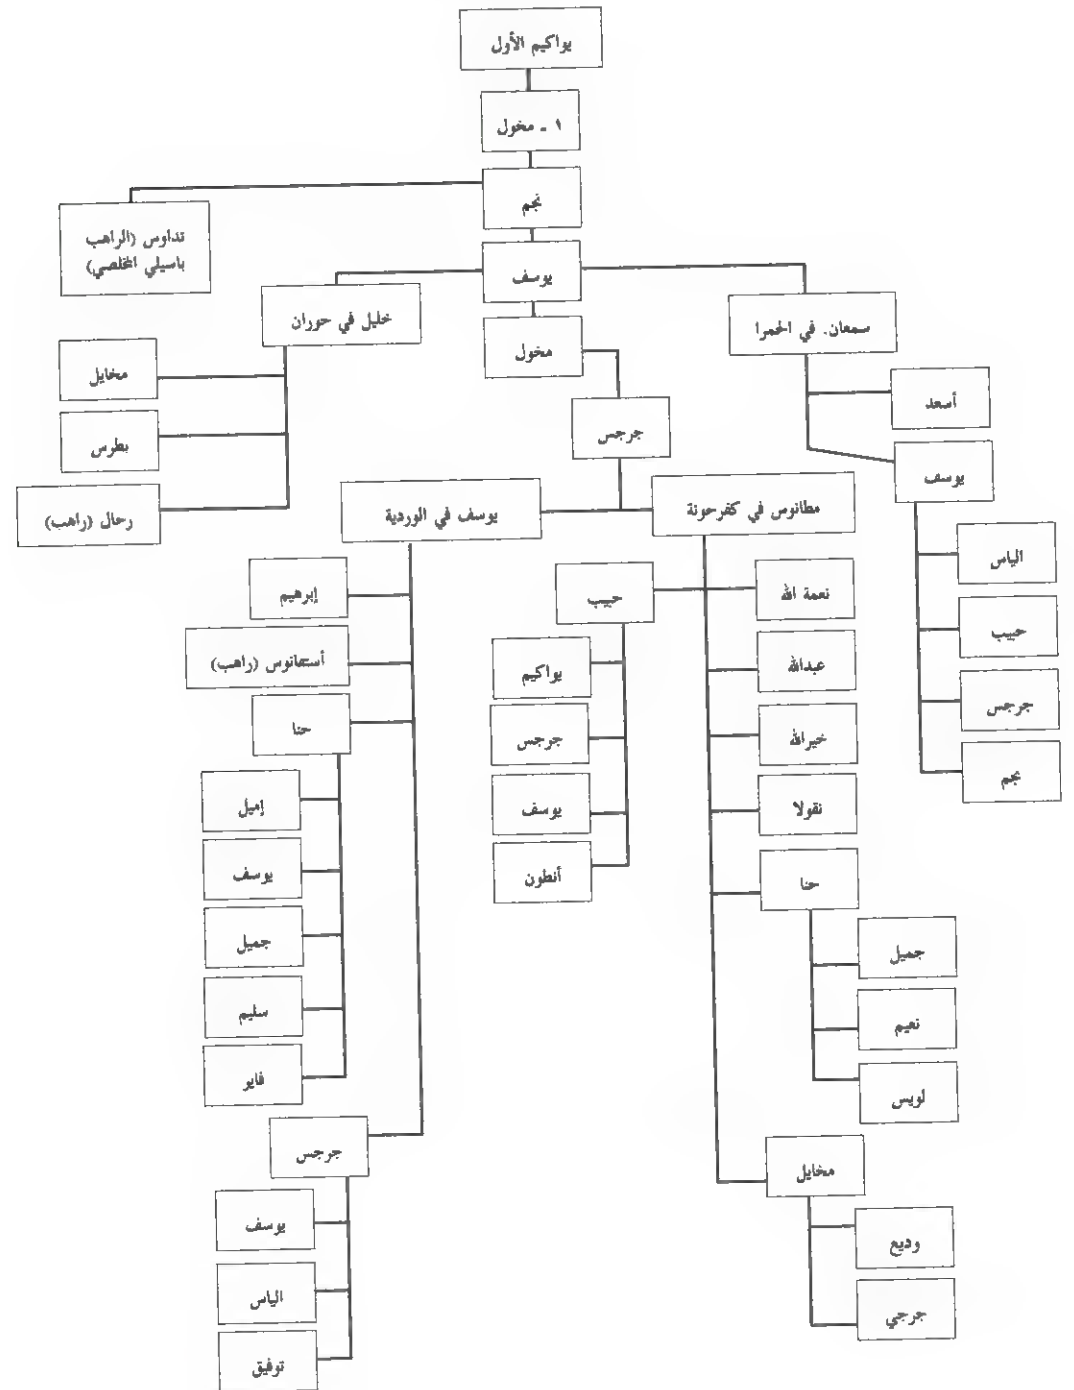 يواكيم الأول
١ - مخول
نجم
تداوس (الراهب
باسيلي المخلصي)
يوسف
خليل في حوران
سمعان. في الحمرا
مخول
مخايل
أسعد
جرجس
بطرس
يوسف
رحال (راهب)
يوسف في الوردية
مطانوس في كفرحونة
الياس
إبرهيم
حبيب
نعمة الله
حبيب
أستفانوس (راهب)
يواكيم
عبدالله
جرجس
حنا
جرجس
خيرالله
نجم
إميل
يوسف
نقولا
يوسف
أنطون
حنا
جميل
جميل
سليم
نعيم
فايز
لويس
جرجس
مخايل
يوسف
وديع
الياس
جرجي
توفيق